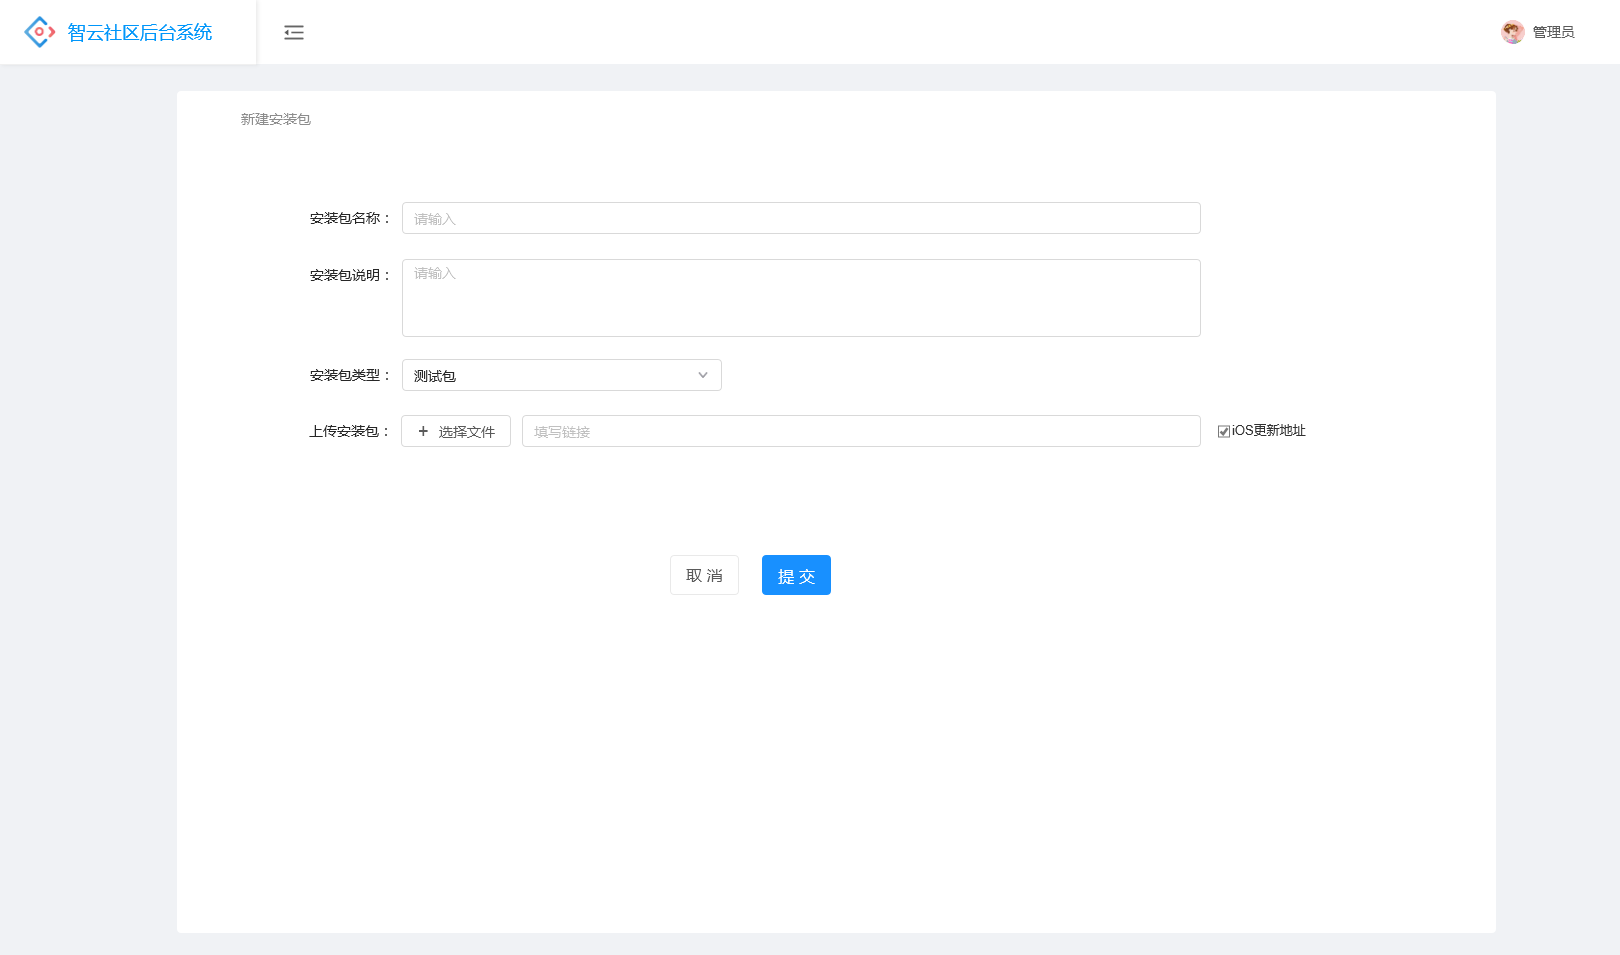 智云社区后台系统
管理员
新建安装包
安装包名称： 请输入
安装包说明： 请输入
安装包类型： 测试包
上传安装包： + 选择文件 填写链接 iOS更新地址
取 消 提 交